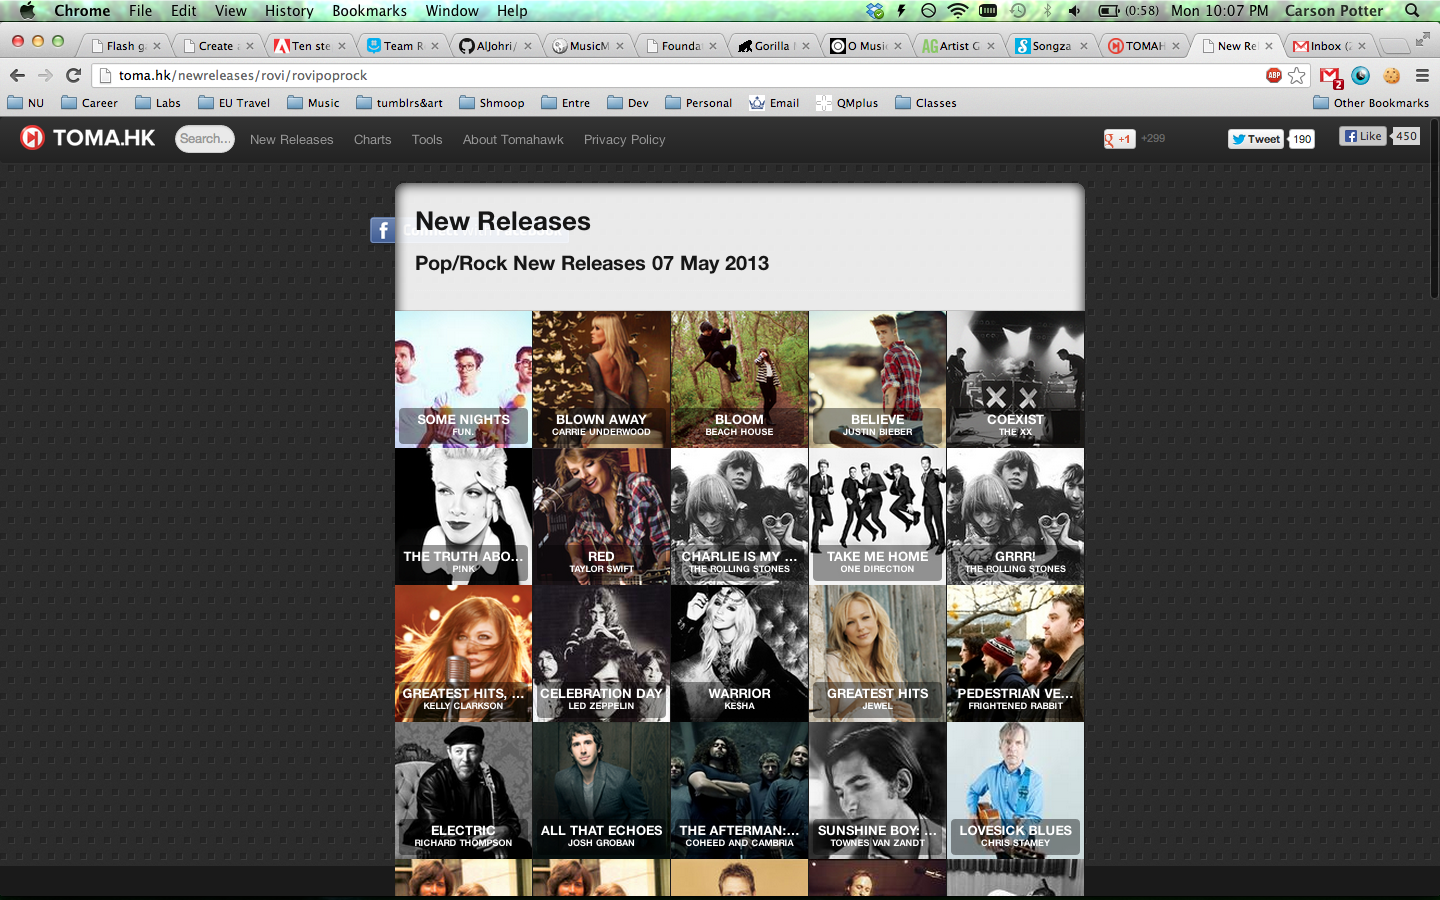 Chrome File Edit View History Bookmarks Window Help (0:58) Mon 10:07 PM Carson Potter
Flash g Create Ten ste Team R AlJohri/ MusicM Founda Gorilla O Music Artist G Songza TOMAH New Re Inbox (
toma.hk/newreleases/rovi/rovipoprock ABP 2
NU Career Labs EU Travel Music tumblrs&art Shmoop Entre Dev Personal Email QMplus Classes Other Bookmarks
TOMA.HK Search... New Releases Charts Tools About Tomahawk Privacy Policy +1 +299 Tweet 190 Like 450
New Releases
Pop/Rock New Releases 07 May 2013
SOME NIGHTS
FUN.
BLOWN AWAY
CARRIE UNDERWOOD
BLOOM
BEACH HOUSE
BELIEVE
JUSTIN BIEBER
COEXIST
THE XX
THE TRUTH ABO...
P!NK
RED
TAYLOR SWIFT
CHARLIE IS MY ...
THE ROLLING STONES
TAKE ME HOME
ONE DIRECTION
GRRR!
THE ROLLING STONES
GREATEST HITS, ...
KELLY CLARKSON
CELEBRATION DAY
LED ZEPPELIN
WARRIOR
KE$HA
GREATEST HITS
JEWEL
PEDESTRIAN VE...
FRIGHTENED RABBIT
ELECTRIC
RICHARD THOMPSON
ALL THAT ECHOES
JOSH GROBAN
THE AFTERMAN:...
COHEED AND CAMBRIA
SUNSHINE BOY: ...
TOWNES VAN ZANDT
LOVESICK BLUES
CHRIS STAMEY